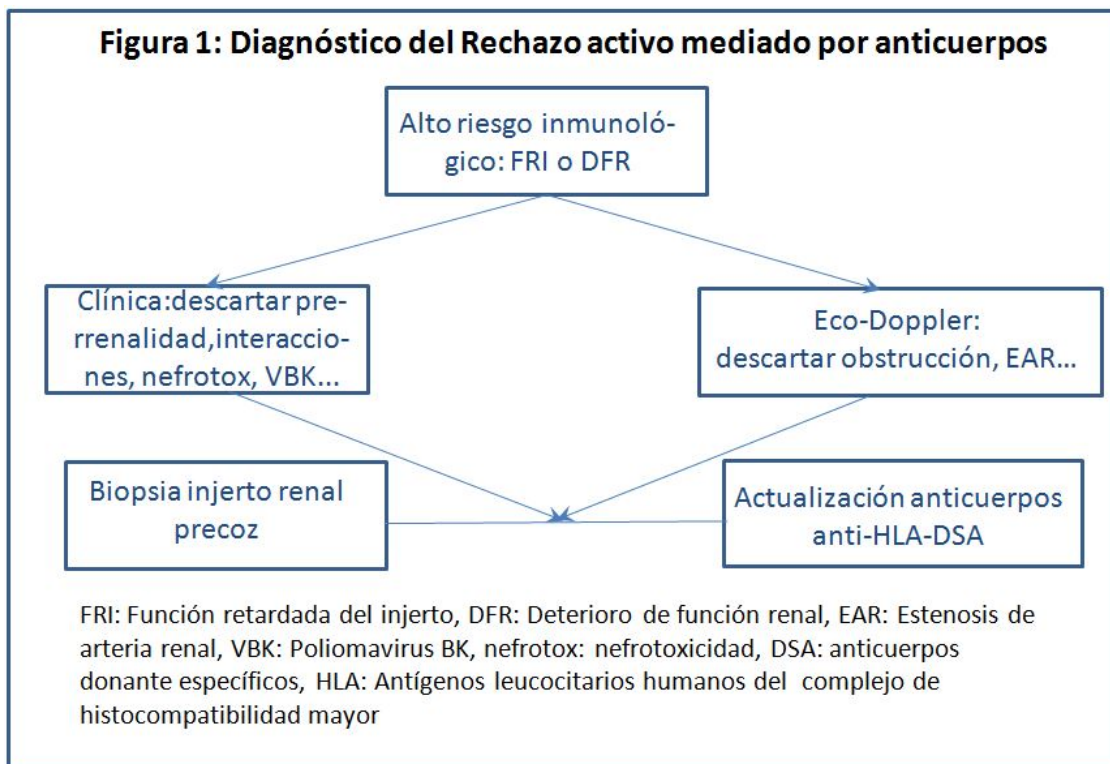 Figura 1: Diagnóstico del Rechazo activo mediado por anticuerpos
Alto riesgo inmunoló-
gico: FRI o DFR
Clínica:descartar pre-
rrenalidad,interaccio-
nes, nefrotox, VBK...
Eco-Doppler:
descartar obstrucción, EAR...
Biopsia injerto renal
precoz
Actualización anticuerpos
anti-HLA-DSA
FRI: Función retardada del injerto, DFR: Deterioro de función renal, EAR: Estenosis de
arteria renal, VBK: Poliomavirus BK, nefrotox: nefrotoxicidad, DSA: anticuerpos
donante específicos, HLA: Antígenos leucocitarios humanos del complejo de
histocompatibilidad mayor